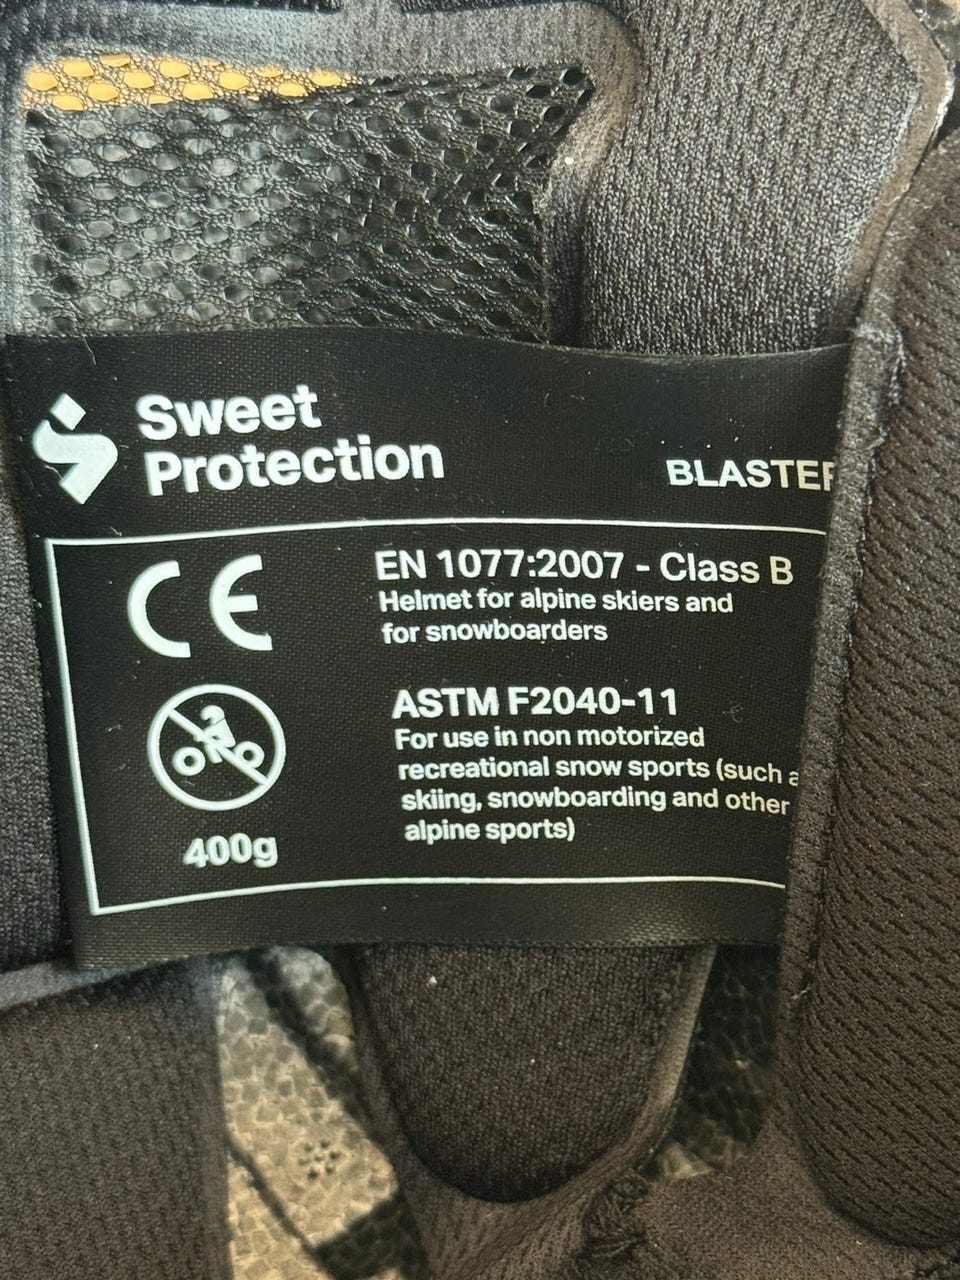 Sweet
Protection
BLASTER
CE
EN 1077:2007 - Class B
Helmet for alpine skiers and
for snowboarders
ASTM F2040-11
For use in non motorized
recreational snow sports (such a
skiing, snowboarding and other
alpine sports)
400g